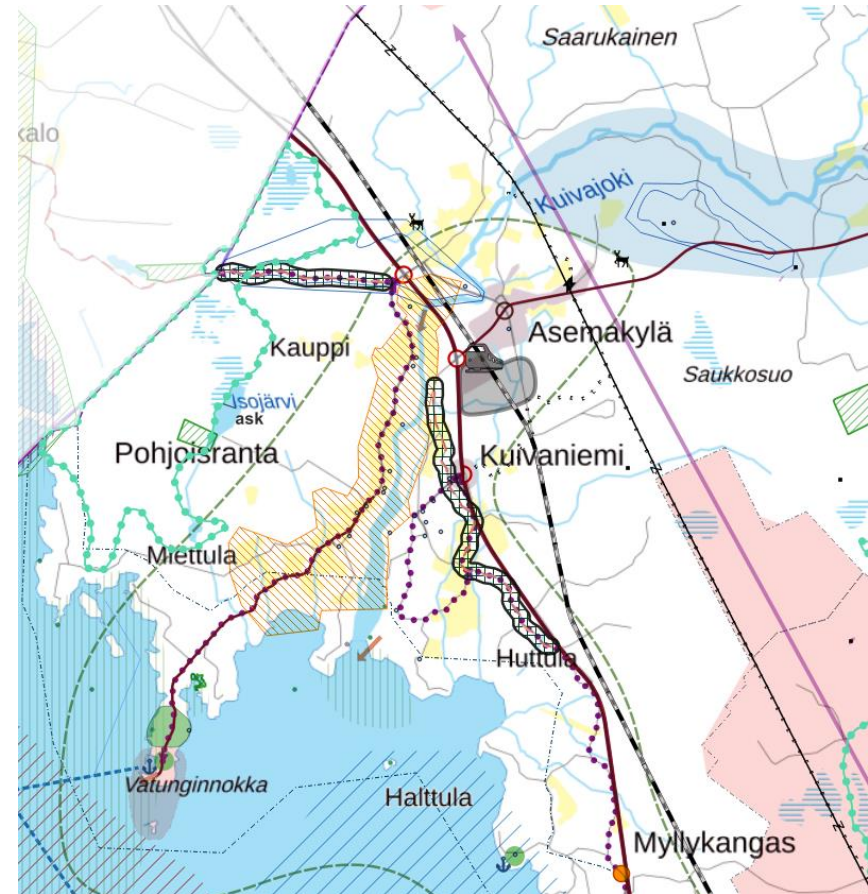 Saarukainen
kalo
Kuivajoki
Asemakylä
Kauppi
Saukkosuo
Isojärvi
ask
Pohjoisranta
Kuivaniemi
Miettula
Huttula
Vatunginnokka
Halttula
Myllykangas
z
z
z